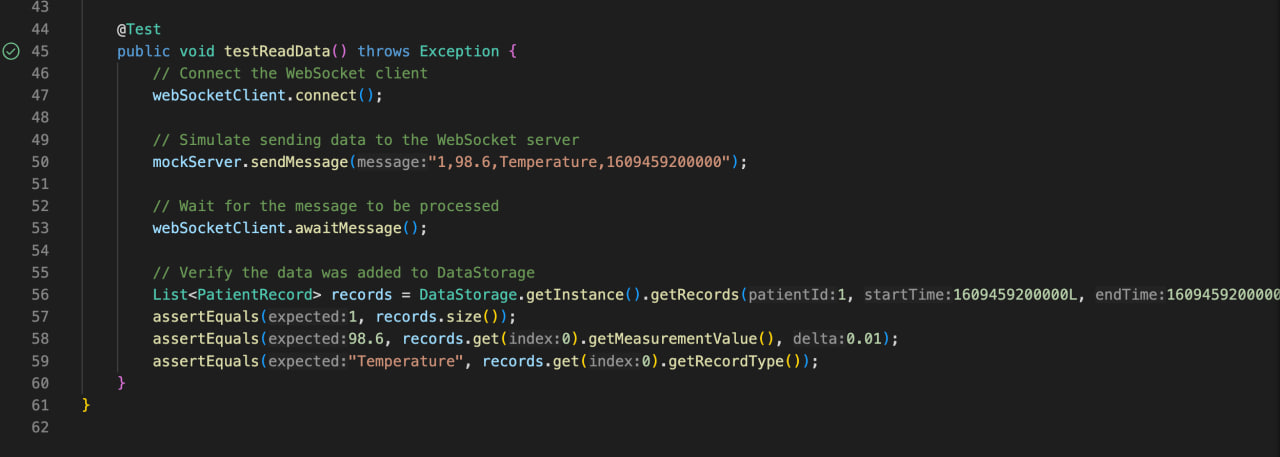 43
44 @Test
45 public void testReadData() throws Exception {
46 // Connect the WebSocket client
47 webSocketClient.connect();
48
49 // Simulate sending data to the WebSocket server
50 mockServer.sendMessage(message:"1,98.6,Temperature,1609459200000");
51
52 // Wait for the message to be processed
53 webSocketClient.awaitMessage();
54
55 // Verify the data was added to DataStorage
56 List<PatientRecord> records = DataStorage.getInstance().getRecords(patientId:1, startTime:1609459200000L, endTime:1609459200000
57 assertEquals(expected:1, records.size());
58 assertEquals(expected:98.6, records.get(index:0).getMeasurementValue(), delta:0.01);
59 assertEquals(expected:"Temperature", records.get(index:0).getRecordType());
60 }
61 }
62